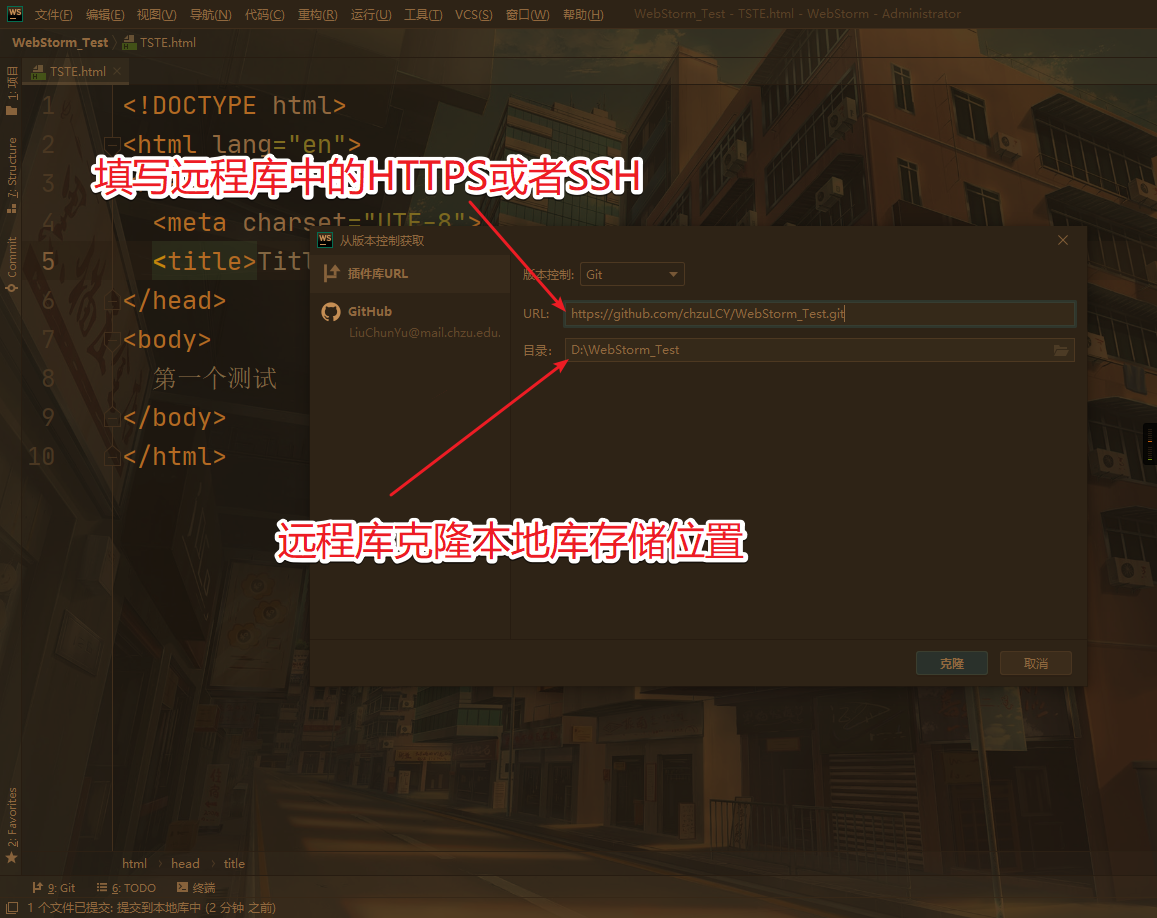 WS 文件(F) 编辑(E) 视图(V) 导航(N) 代码(C) 重构(R) 运行(U) 工具(T) VCS(S) 窗口(W) 帮助(H) WebStorm_Test - TSTE.html - WebStorm - Administrator
WebStorm_Test TSTE.html
TSTE.html
1: 项目
7: Structure
Commit
2: Favorites
1 <!DOCTYPE html>
2 <html lang="en">
3
填写远程库中的HTTPS或者SSH
4 <meta charset="UTF-8">
5 <title>Titl
6 </head>
7 <body>
8 第一个测试
9 </body>
10 </html>
WS 从版本控制获取
插件库URL
GitHub
LiuChunYu@mail.chzu.edu.
版本控制: Git
URL: https://github.com/chzuLCY/WebStorm_Test.git
目录: D:\WebStorm_Test
远程库克隆本地库存储位置
克隆 取消
html head title
9: Git 6: TODO 终端
1 个文件已提交: 提交到本地库中 (2 分钟 之前)